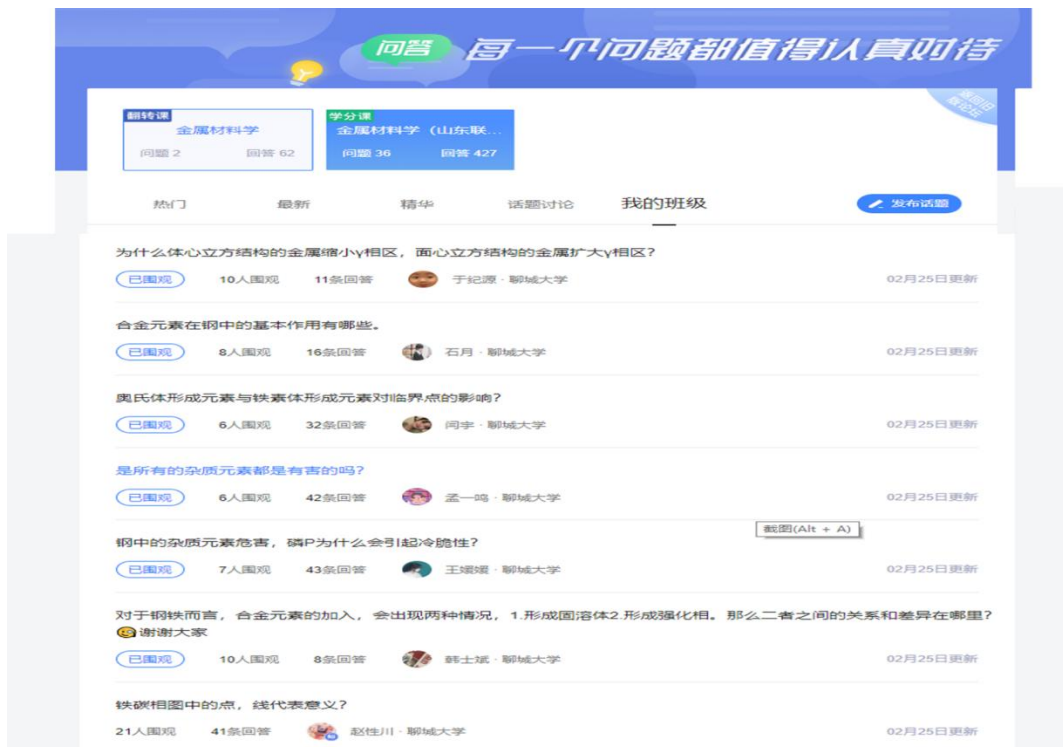 问答 每一个问题都值得认真对待
返回旧版论坛
翻转课
金属材料学
问题 2 回答 62
学分课
金属材料学（山东联...
问题 36 回答 427
热门 最新 精华 话题讨论 我的班级 发布话题
为什么体心立方结构的金属缩小γ相区，面心立方结构的金属扩大γ相区？
已围观 10人围观 11条回答 于纪源 · 聊城大学 02月25日更新
合金元素在钢中的基本作用有哪些。
已围观 8人围观 16条回答 石月 · 聊城大学 02月25日更新
奥氏体形成元素与铁素体形成元素对临界点的影响？
已围观 6人围观 32条回答 闫宇 · 聊城大学 02月25日更新
是所有的杂质元素都是有害的吗？
已围观 6人围观 42条回答 孟一鸣 · 聊城大学 02月25日更新
截图(Alt + A)
钢中的杂质元素危害，磷P为什么会引起冷脆性？
已围观 7人围观 43条回答 王媛媛 · 聊城大学 02月25日更新
对于钢铁而言，合金元素的加入，会出现两种情况，1.形成固溶体2.形成强化相。那么二者之间的关系和差异在哪里？
谢谢大家
已围观 10人围观 8条回答 韩士斌 · 聊城大学 02月25日更新
铁碳相图中的点，线代表意义？
21人围观 41条回答 赵性川 · 聊城大学 02月25日更新